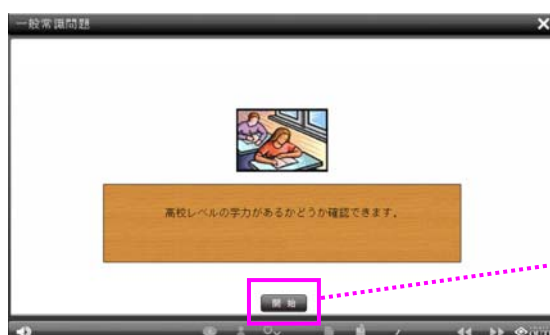 一般常識問題
高校レベルの学力があるかどうか確認できます。
開始